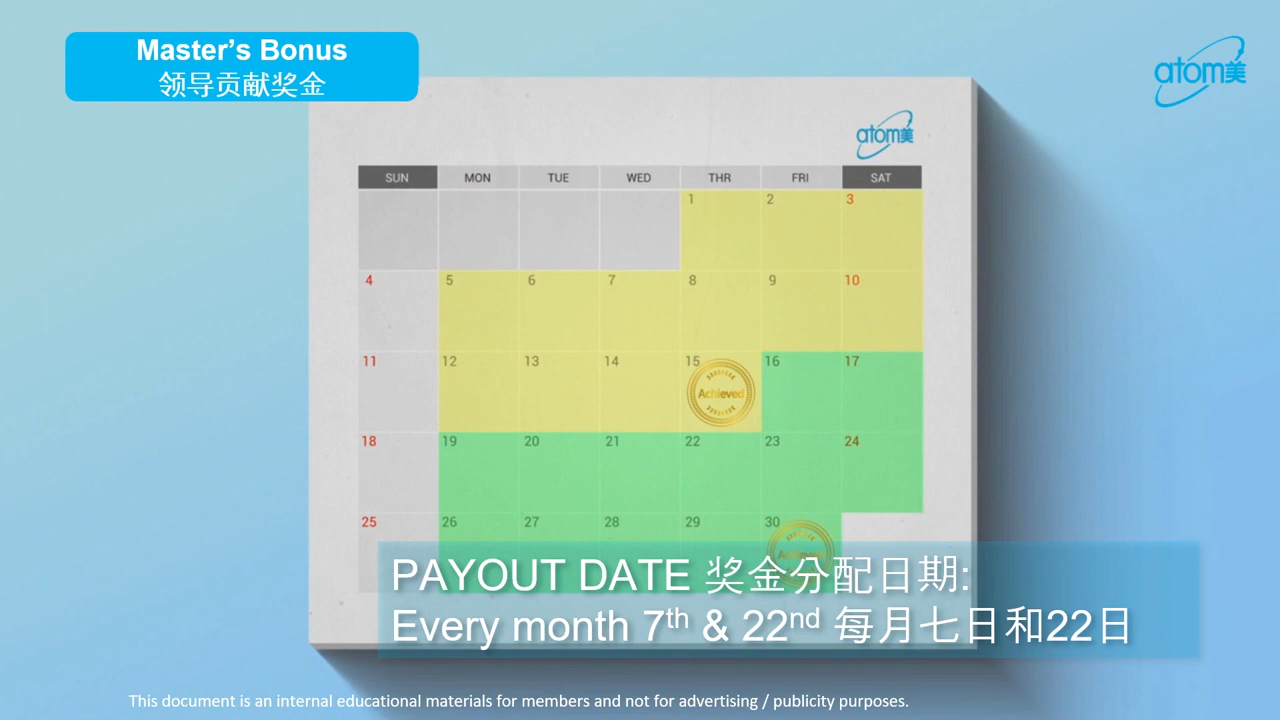 Master’s Bonus
领导贡献奖金
atom美
atom美
SUN MON TUE WED THR FRI SAT
1 2 3
4 5 6 7 8 9 10
11 12 13 14 15 16 17
Achieved
18 19 20 21 22 23 24
25 26 27 28 29 30
Achieved
PAYOUT DATE 奖金分配日期:
Every month 7th & 22nd 每月七日和22日
This document is an internal educational materials for members and not for advertising / publicity purposes.